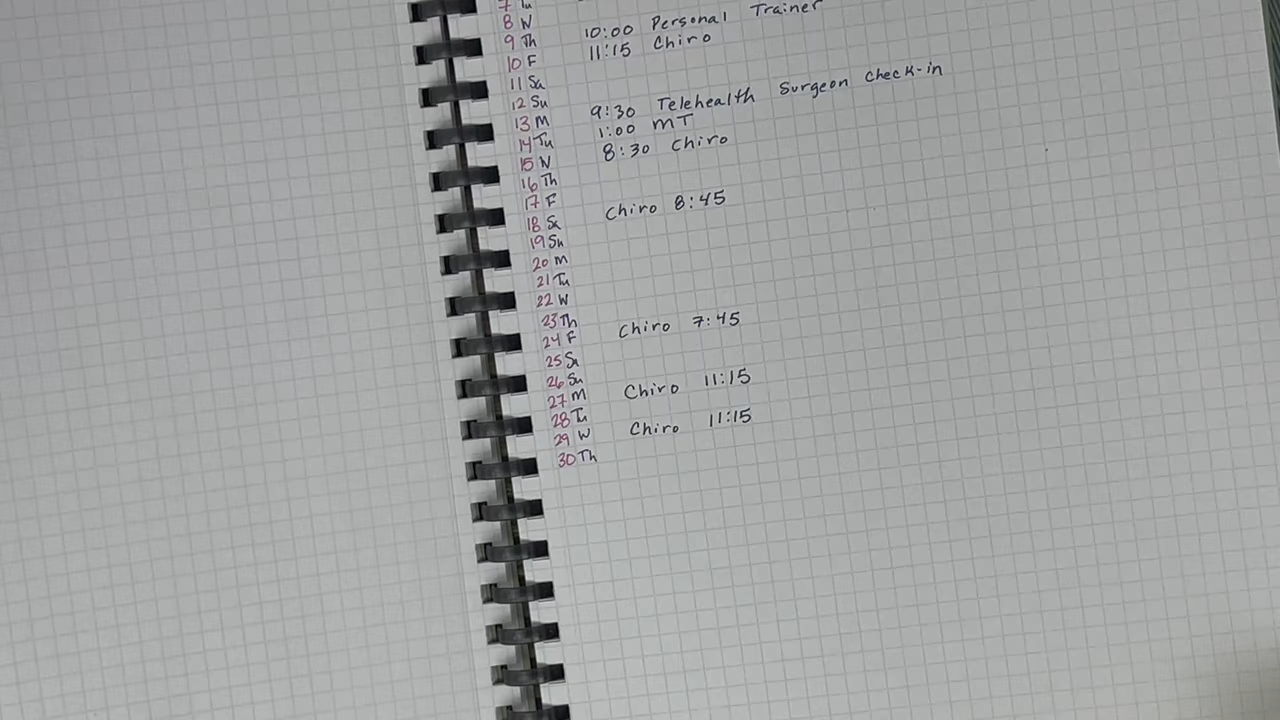 7 Tu
8 W
9 Th 10:00 Personal Trainer
10 F 11:15 Chiro
11 Sa
12 Su
13 M 9:30 Telehealth Surgeon Check-in
14 Tu 1:00 MT
15 W 8:30 Chiro
16 Th
17 F
18 Sa Chiro 8:45
19 Su
20 M
21 Tu
22 W
23 Th
24 F Chiro 7:45
25 Sa
26 Su
27 M Chiro 11:15
28 Tu
29 W Chiro 11:15
30 Th